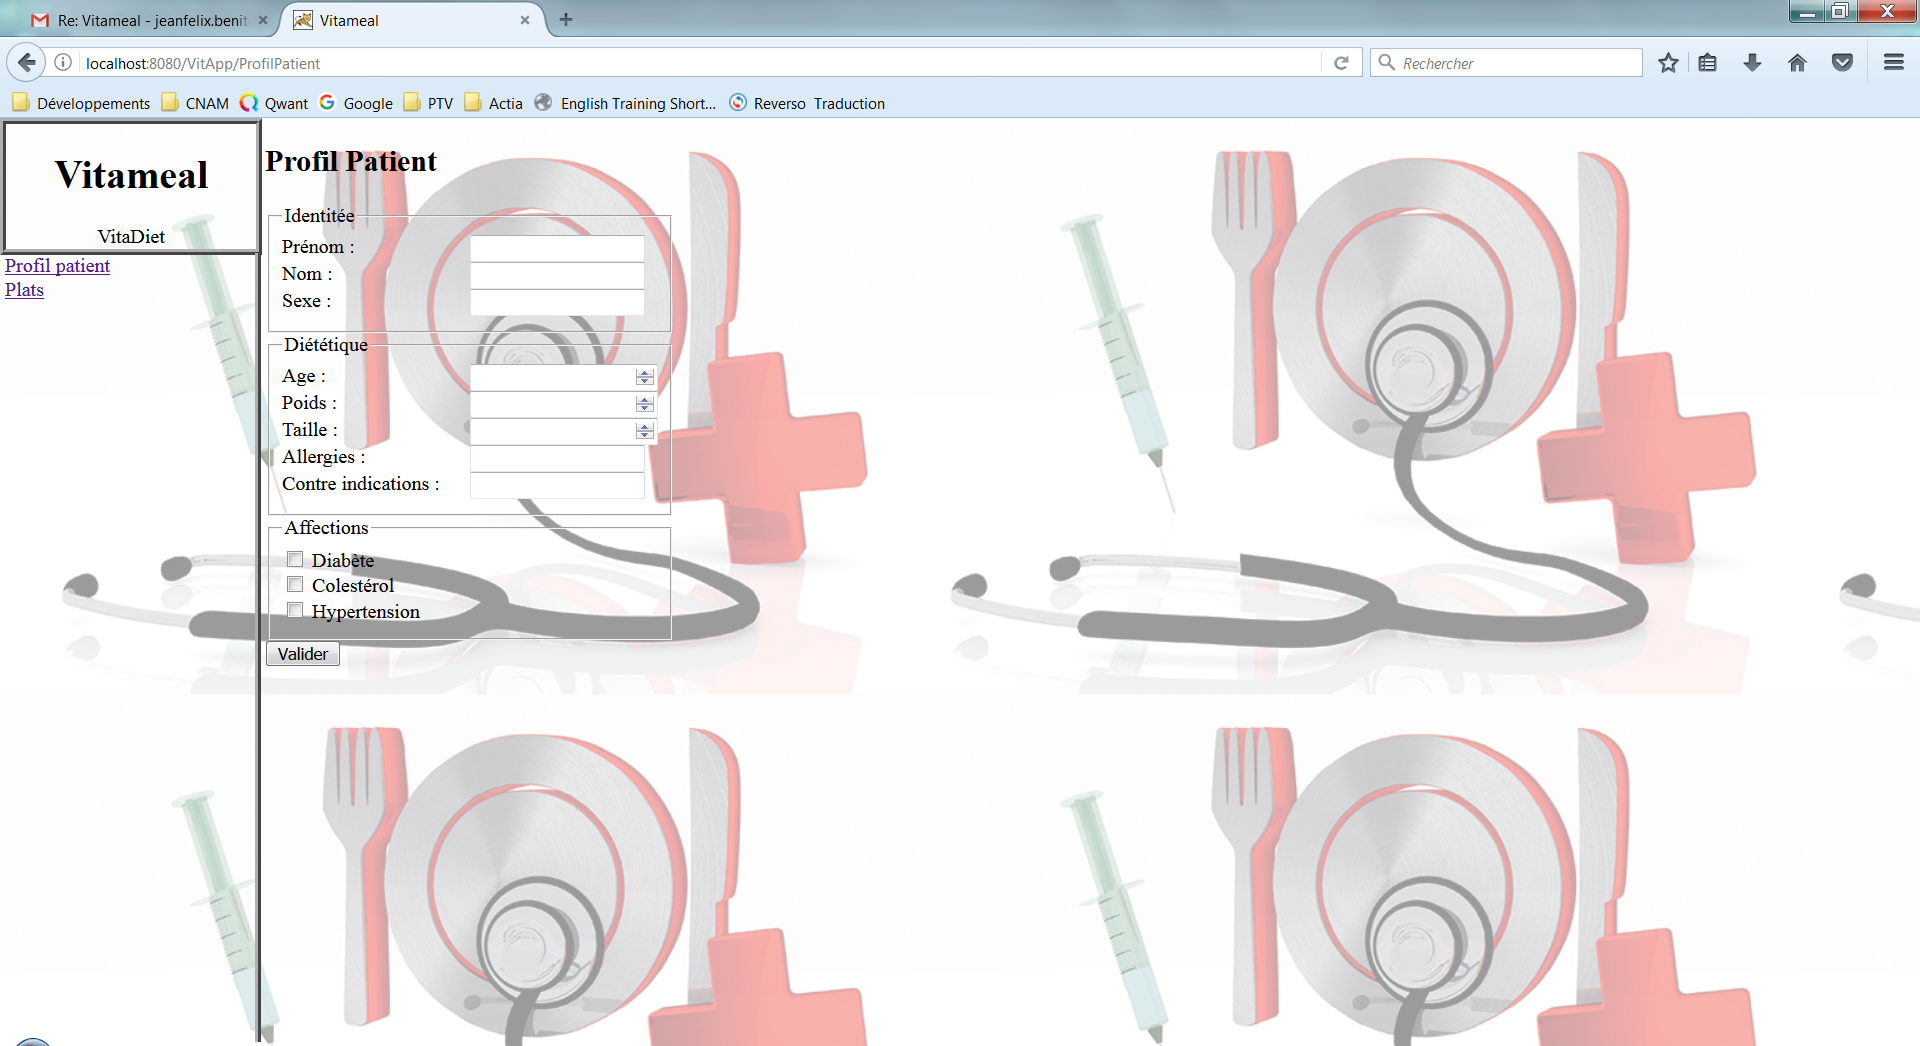 Re: Vitameal - jeanfelix.benit
Vitameal
localhost:8080/VitApp/ProfilPatient
Rechercher
Développements CNAM Qwant Google PTV Actia English Training Short... Reverso Traduction
Vitameal
VitaDiet
Profil patient
Plats
Profil Patient
Identitée
Prénom :
Nom :
Sexe :
Diététique
Age :
Poids :
Taille :
Allergies :
Contre indications :
Affections
Diabète
Colestérol
Hypertension
Valider